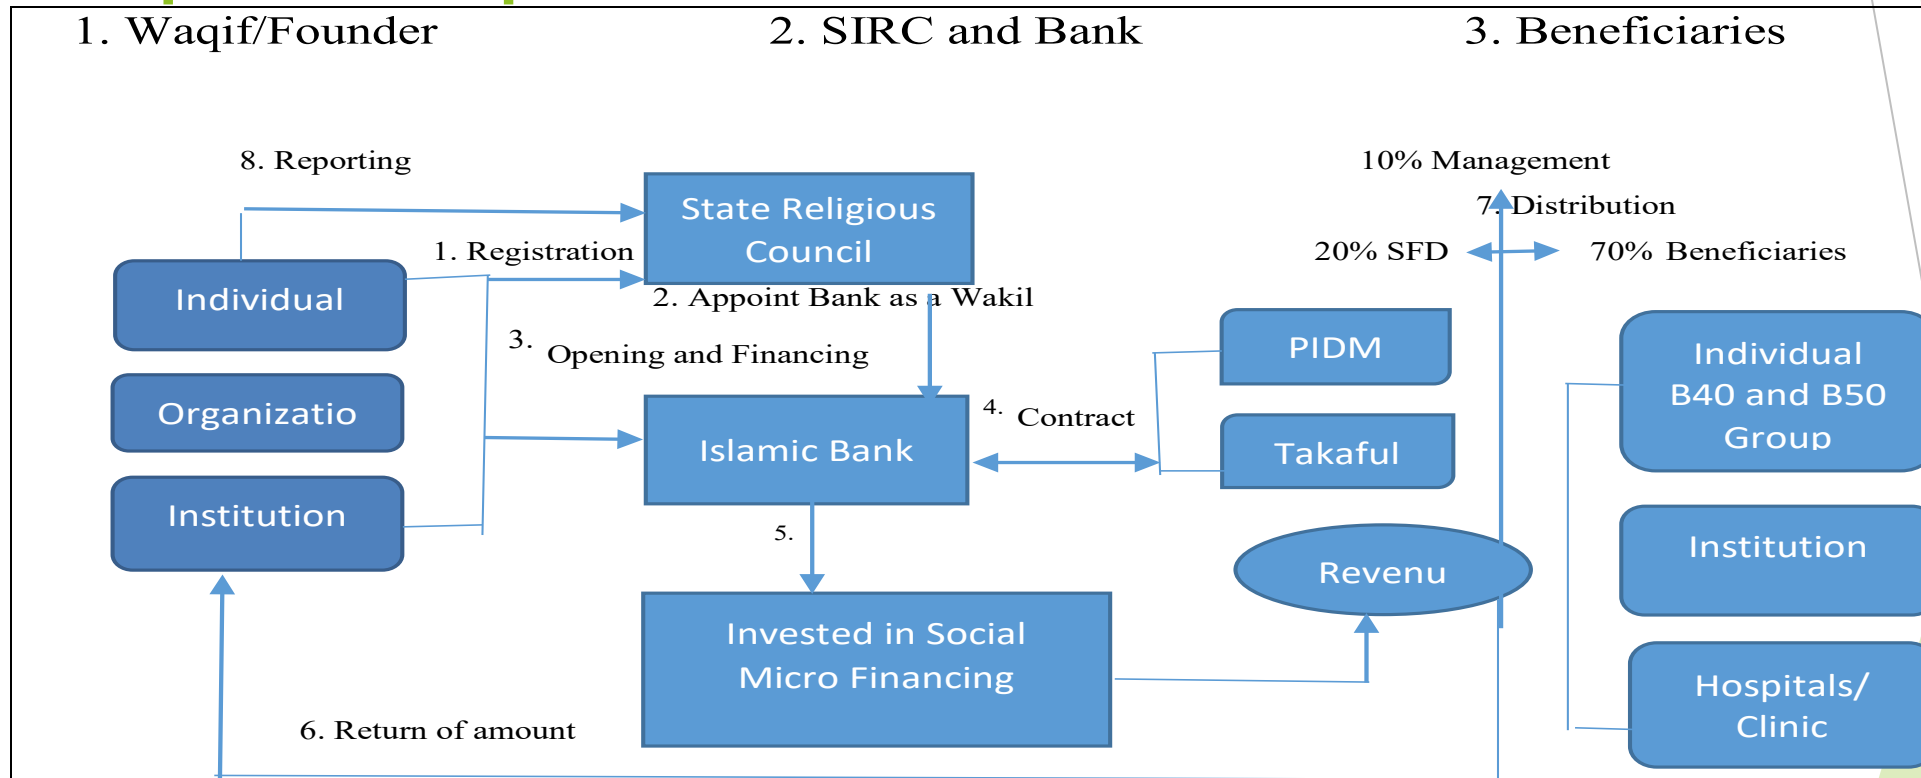 1. Waqif/Founder
2. SIRC and Bank
3. Beneficiaries
8. Reporting
State Religious
Council
1. Registration
2. Appoint Bank as a Wakil
3. Opening and Financing
Individual
Organizatio
Institution
Islamic Bank
4. Contract
PIDM
Takaful
5.
Invested in Social
Micro Financing
Revenu
6. Return of amount
10% Management
7. Distribution
20% SFD
70% Beneficiaries
Individual
B40 and B50
Group
Institution
Hospitals/
Clinic